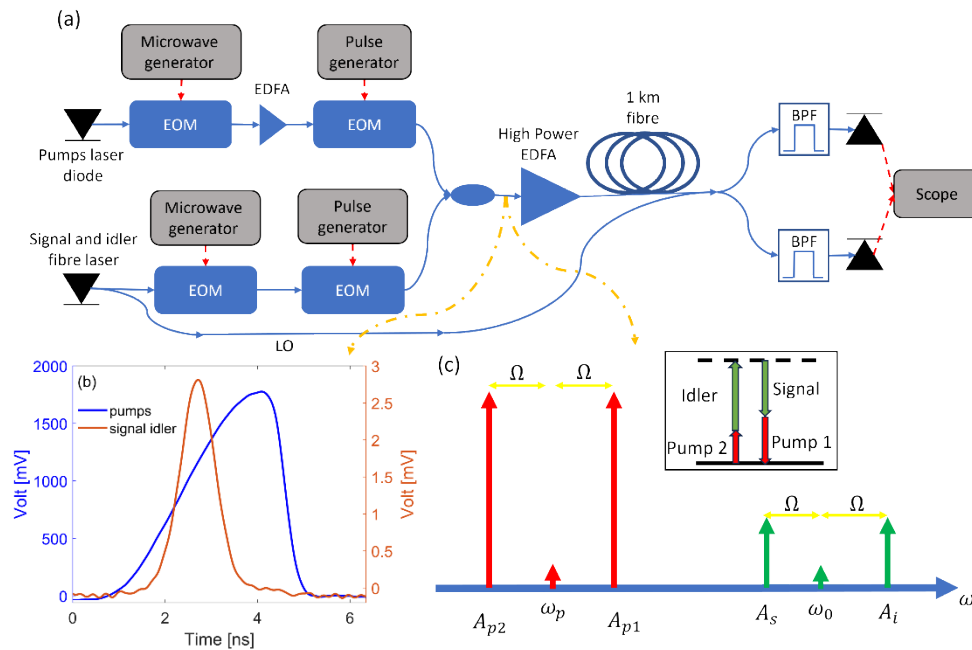 (a)
Microwave
generator
Pulse
generator
EDFA
EOM
EOM
Pumps laser
diode
High Power
EDFA
1 km
fibre
BPF
Microwave
generator
Pulse
generator
Scope
Signal and idler
fibre laser
EOM
EOM
BPF
LO
(b)
pumps
signal idler
Volt [mV]
2000
1500
1000
500
0
3
2.5
2
1.5
1
0.5
0
Volt [mV]
0 2 4 6
Time [ns]
(c)
Ω Ω
Idler
Signal
Pump 2
Pump 1
Ω Ω
A_{p2} ω_p A_{p1} A_s ω_0 A_i
ω